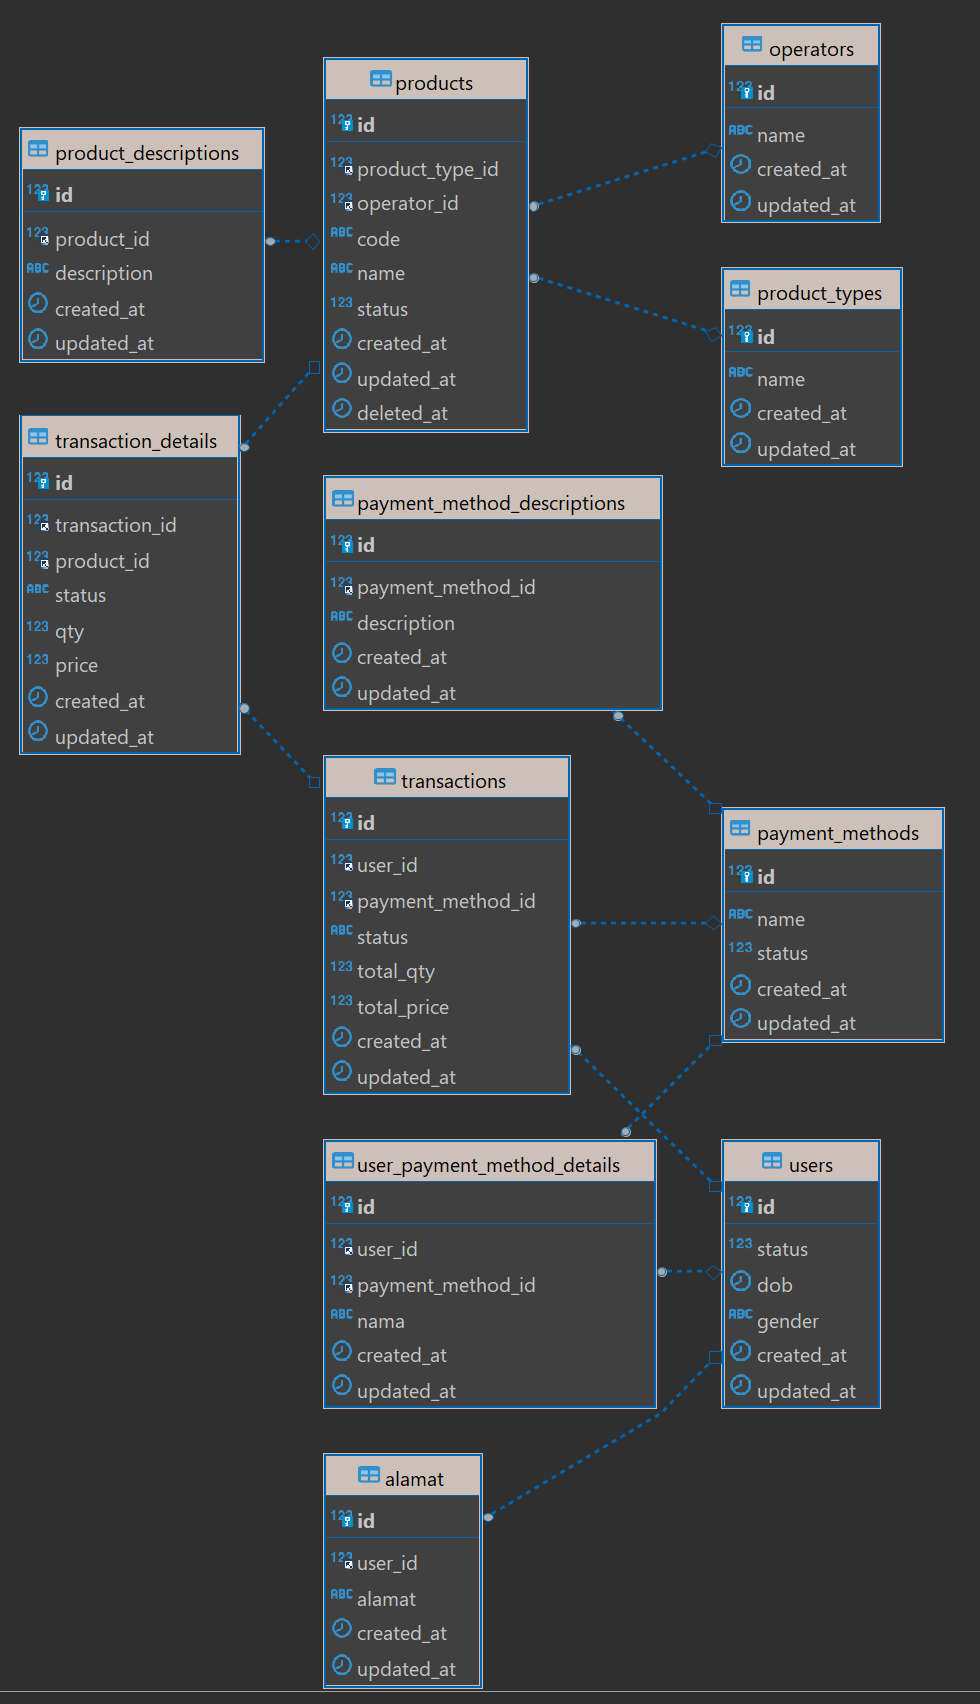 operators
123 id
ABC name
created_at
updated_at
products
123 id
123 product_type_id
123 operator_id
ABC code
ABC name
123 status
created_at
updated_at
deleted_at
product_descriptions
123 id
123 product_id
ABC description
created_at
updated_at
product_types
123 id
ABC name
created_at
updated_at
transaction_details
123 id
123 transaction_id
123 product_id
ABC status
123 qty
123 price
created_at
updated_at
payment_method_descriptions
123 id
123 payment_method_id
ABC description
created_at
updated_at
transactions
123 id
123 user_id
123 payment_method_id
ABC status
123 total_qty
123 total_price
created_at
updated_at
payment_methods
123 id
ABC name
123 status
created_at
updated_at
user_payment_method_details
123 id
123 user_id
123 payment_method_id
ABC nama
created_at
updated_at
users
123 id
123 status
dob
ABC gender
created_at
updated_at
alamat
123 id
123 user_id
ABC alamat
created_at
updated_at